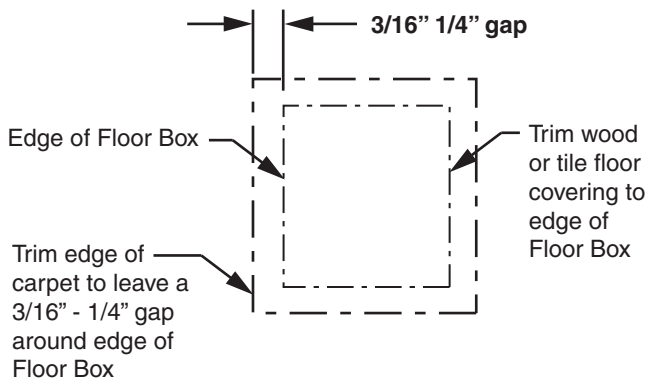 3/16” 1/4” gap
Edge of Floor Box
Trim wood
or tile floor
covering to
edge of
Floor Box
Trim edge of
carpet to leave a
3/16” - 1/4” gap
around edge of
Floor Box